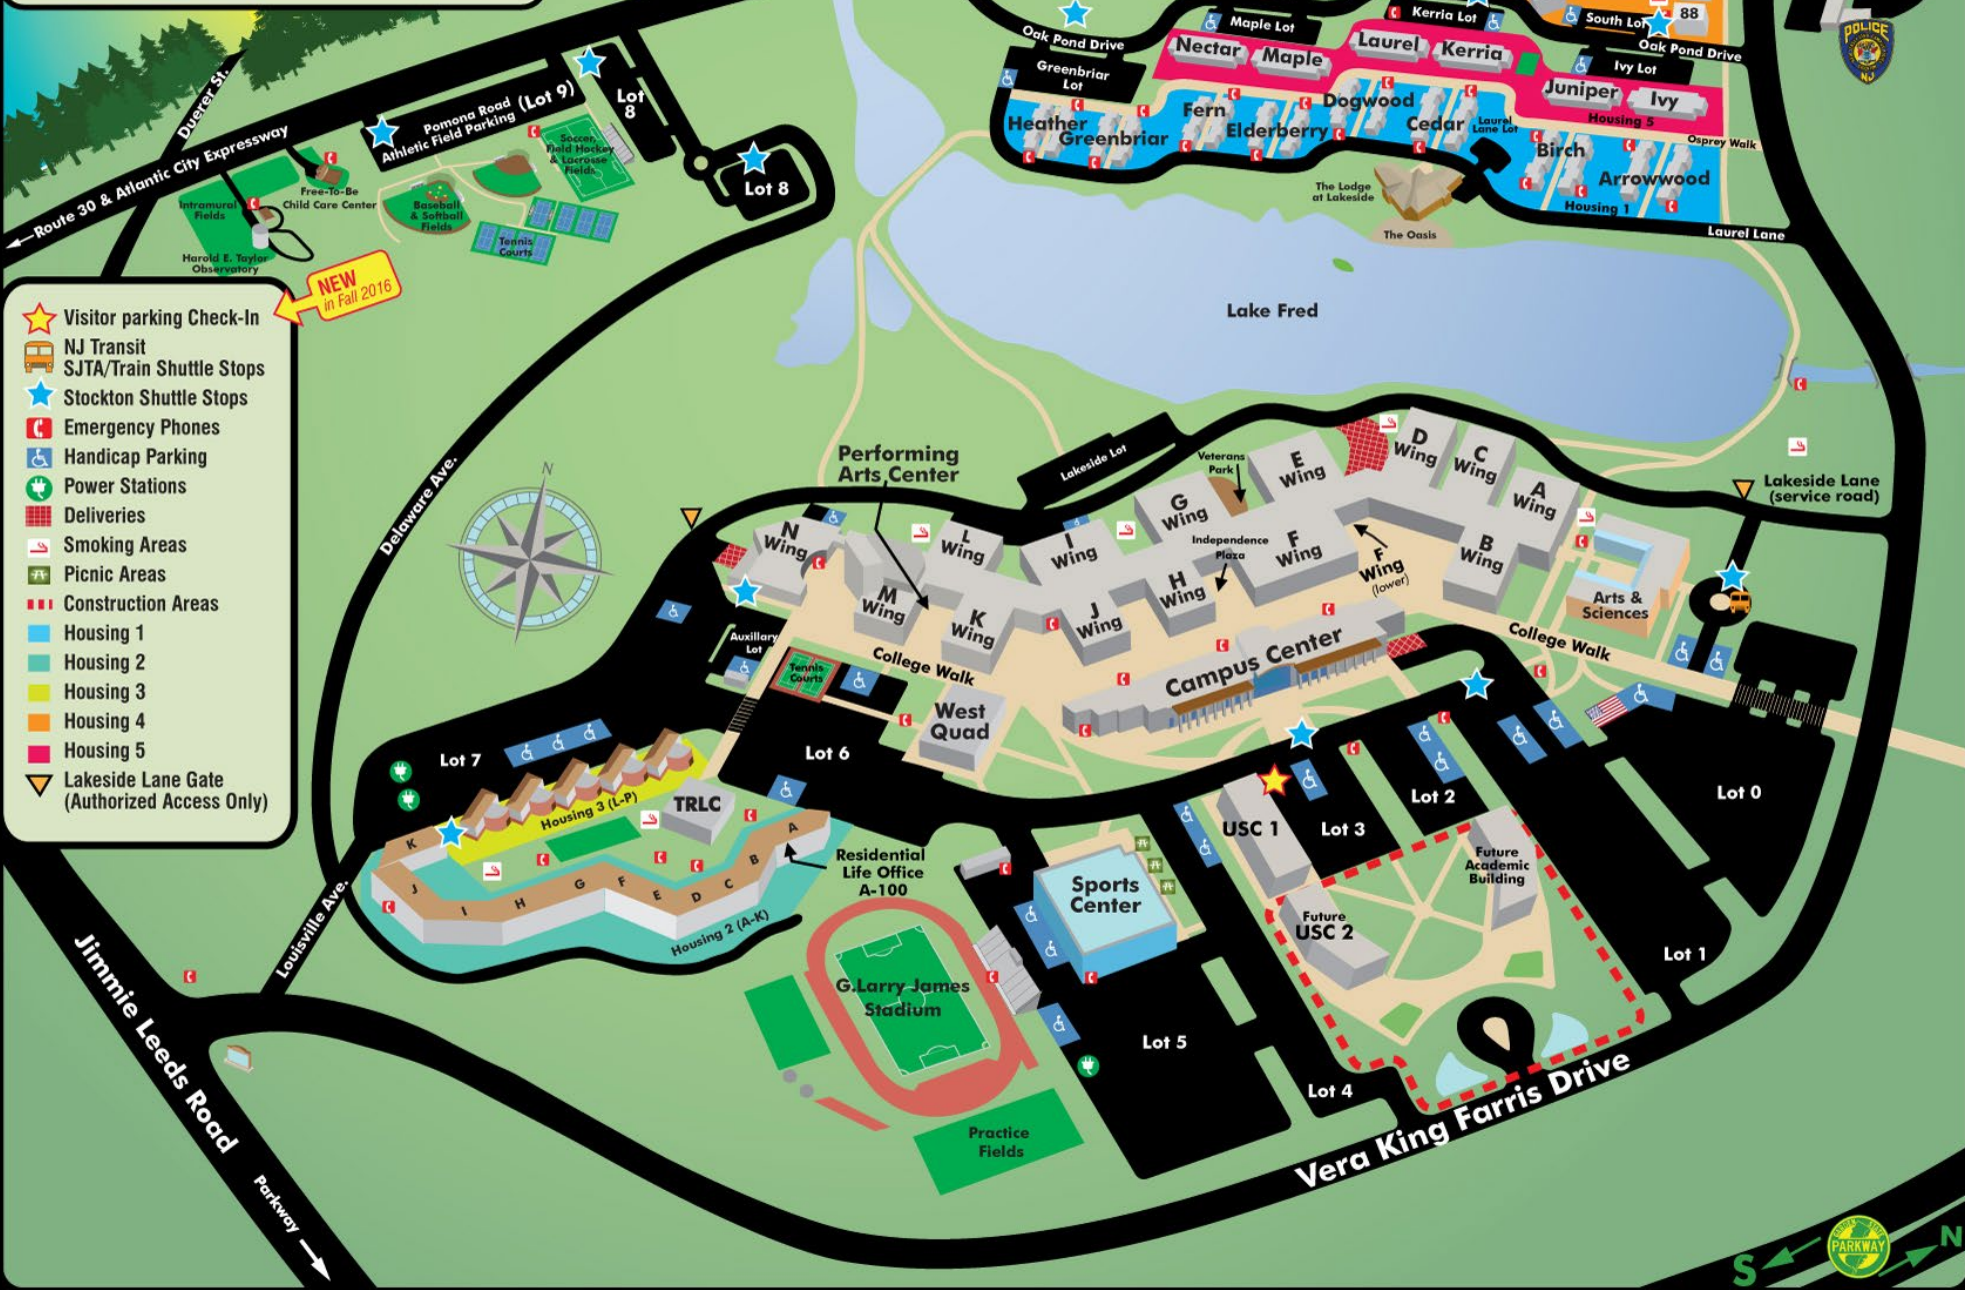 Maple Lot
Kerria Lot
South Lot
88
Oak Pond Drive
Oak Pond Drive
POLICE
NJ
Nectar
Maple
Laurel
Kerria
Ivy Lot
Greenbriar
Lot
Juniper
Ivy
Housing 5
Osprey Walk
Heather
Greenbriar
Fern
Elderberry
Dogwood
Cedar
Laurel
Lane Lot
Birch
Arrowwood
Housing 1
Laurel Lane
The Lodge
at Lakeside
The Oasis
Lake Fred
Duerer St.
Route 30 & Atlantic City Expressway
Pomona Road (Lot 9)
Athletic Field Parking
Lot
8
Lot 8
Soccer,
Field Hockey
& Lacrosse
Fields
Free-To-Be
Child Care Center
Intramural
Fields
Baseball
& Softball
Fields
Tennis
Courts
Harold E. Taylor
Observatory
NEW
in Fall 2016
Visitor parking Check-In
NJ Transit
SJTA/Train Shuttle Stops
Stockton Shuttle Stops
Emergency Phones
Handicap Parking
Power Stations
Deliveries
Smoking Areas
Picnic Areas
Construction Areas
Housing 1
Housing 2
Housing 3
Housing 4
Housing 5
Lakeside Lane Gate
(Authorized Access Only)
Delaware Ave.
N
Performing
Arts Center
Lakeside Lot
Veterans
Park
Lakeside Lane
(service road)
N
Wing
L
Wing
I
Wing
G
Wing
E
Wing
D
Wing
C
Wing
A
Wing
M
Wing
K
Wing
J
Wing
H
Wing
Independence
Plaza
F
Wing
F
Wing
(lower)
B
Wing
Arts &
Sciences
Auxillary
Lot
Tennis
Courts
College Walk
College Walk
Campus Center
West
Quad
Lot 7
Lot 6
Housing 3 (L-P)
TRLC
K
J
I
H
G
F
E
D
C
B
A
Housing 2 (A-K)
Residential
Life Office
A-100
USC 1
Lot 3
Lot 2
Lot 0
Future
Academic
Building
Future
USC 2
Lot 1
Sports
Center
G.Larry James
Stadium
Lot 5
Lot 4
Practice
Fields
Louisville Ave.
Jimmie Leeds Road
Parkway
Vera King Farris Drive
S
PARKWAY
N